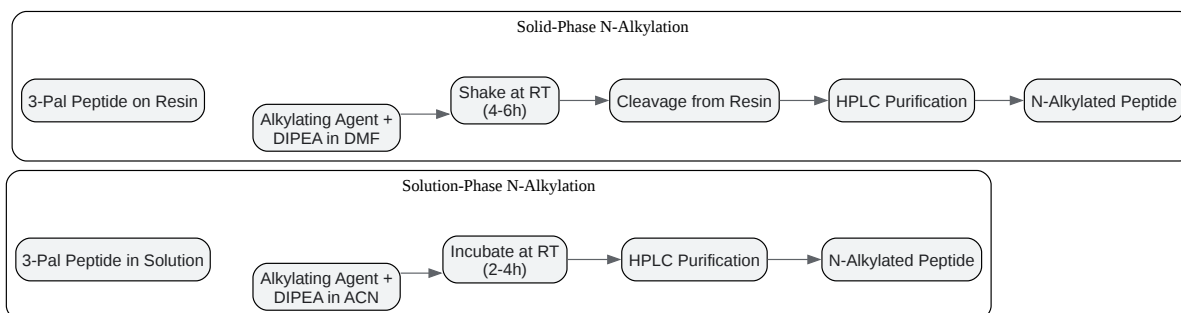 Solid-Phase N-Alkylation
3-Pal Peptide on Resin
Alkylating Agent +
DIPEA in DMF
Shake at RT
(4-6h)
Cleavage from Resin
HPLC Purification
N-Alkylated Peptide
Solution-Phase N-Alkylation
3-Pal Peptide in Solution
Alkylating Agent +
DIPEA in ACN
Incubate at RT
(2-4h)
HPLC Purification
N-Alkylated Peptide